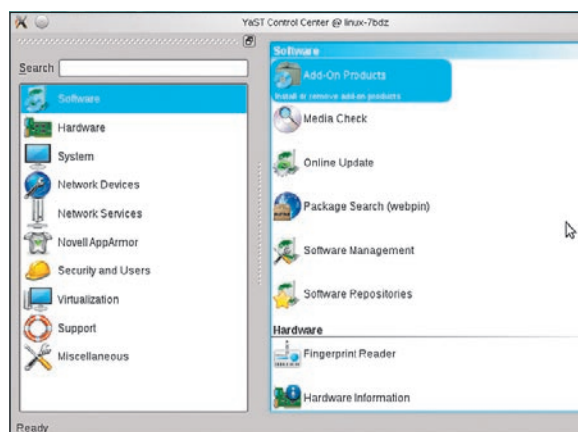 YaST Control Center @ linux-7bdz
Search
Software
Hardware
System
Network Devices
Network Services
Novell AppArmor
Security and Users
Virtualization
Support
Miscellaneous
Software
Add-On Products
Install or remove add-on products
Media Check
Online Update
Package Search (webpin)
Software Management
Software Repositories
Hardware
Fingerprint Reader
Hardware Information
Ready